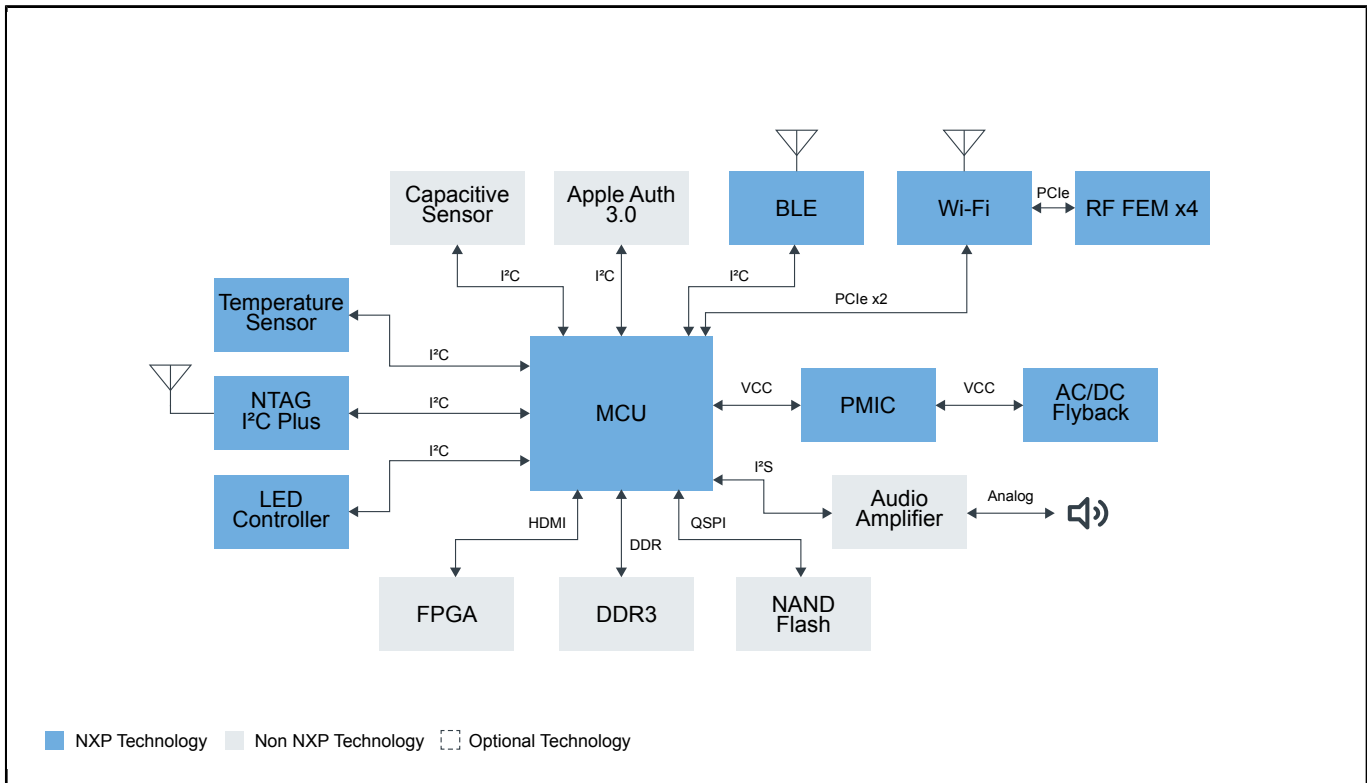 Capacitive
Sensor
Apple Auth
3.0
BLE
Wi-Fi
PCIe
RF FEM x4
I²C
I²C
I²C
PCIe x2
Temperature
Sensor
I²C
NTAG
I²C Plus
I²C
MCU
VCC
PMIC
VCC
AC/DC
Flyback
LED
Controller
I²C
I²S
Audio
Amplifier
Analog
HDMI
DDR
QSPI
FPGA
DDR3
NAND
Flash
NXP Technology
Non NXP Technology
Optional Technology